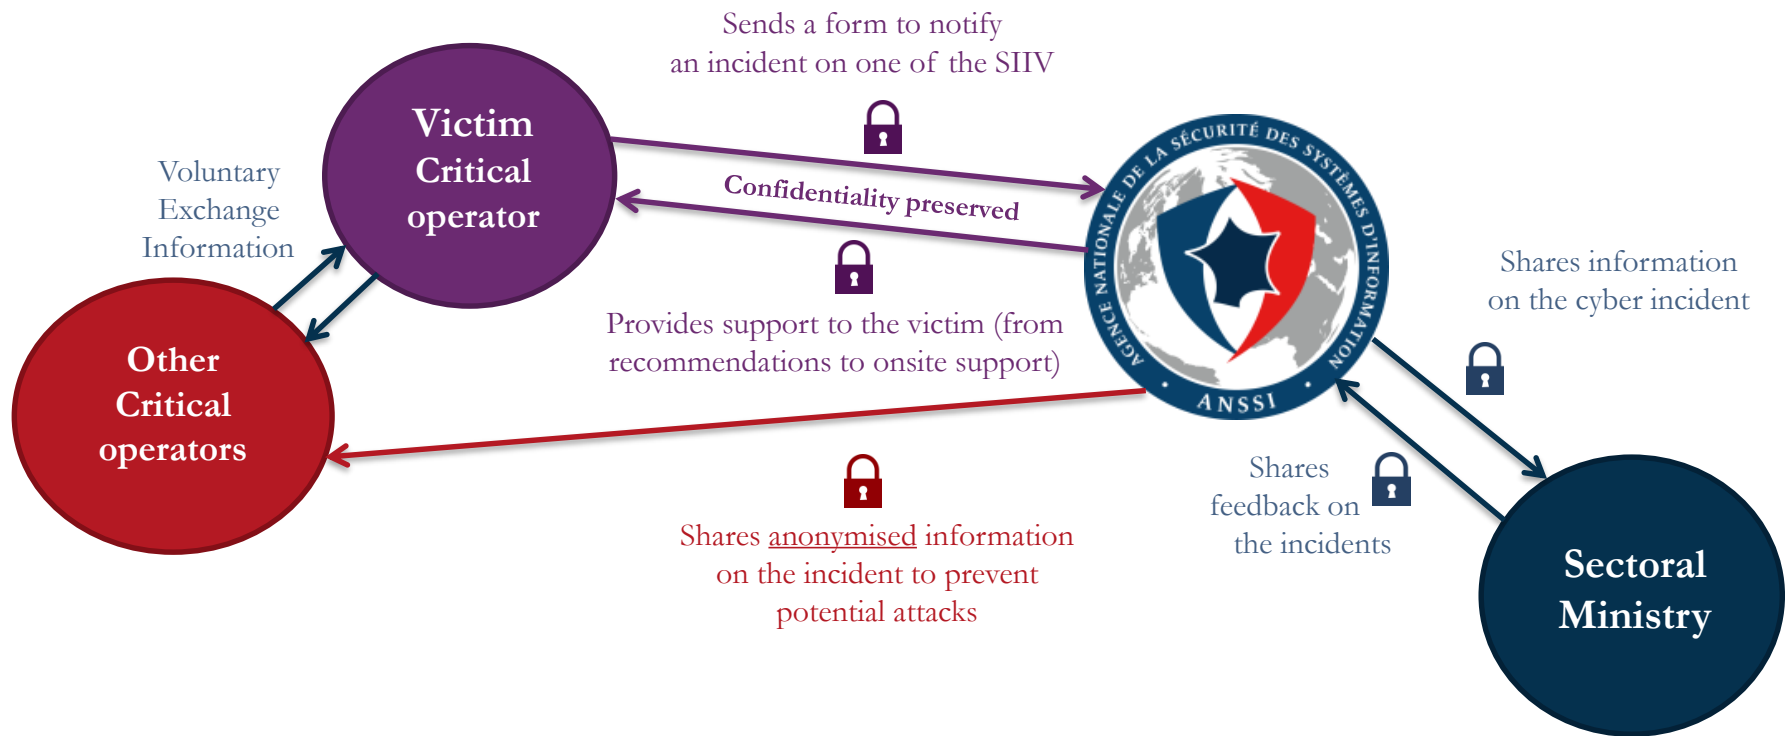 Sends a form to notify
an incident on one of the SIIV
Victim
Critical
operator
Voluntary
Exchange
Information
Confidentiality preserved
AGENCE NATIONALE DE LA SÉCURITÉ DES SYSTÈMES D'INFORMATION
ANSSI
Provides support to the victim (from
recommendations to onsite support)
Shares information
on the cyber incident
Other
Critical
operators
Shares
feedback on
the incidents
Shares anonymised information
on the incident to prevent
potential attacks
Sectoral
Ministry